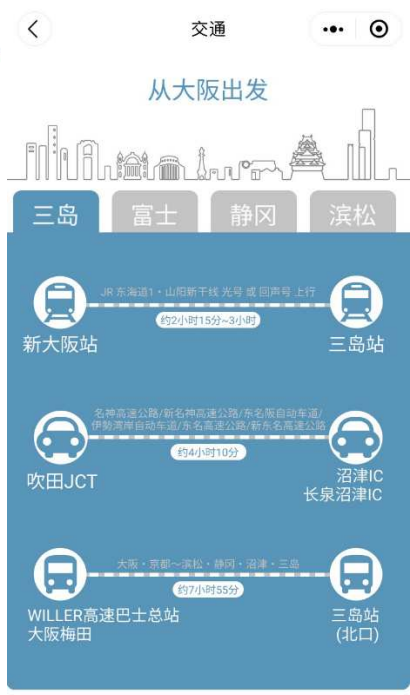 交通
从大阪出发
三岛
富士
静冈
滨松
JR 东海道1・山阳新干线 光号 或 回声号 上行
约2小时15分~3小时
新大阪站
三岛站
名神高速公路/新名神高速公路/东名阪自动车道/
伊势湾岸自动车道/东名高速公路/新东名高速公路
约4小时10分
吹田JCT
沼津IC
长泉沼津IC
大阪・京都～滨松・静冈・沼津・三岛
约7小时55分
WILLER高速巴士总站
大阪梅田
三岛站
(北口)